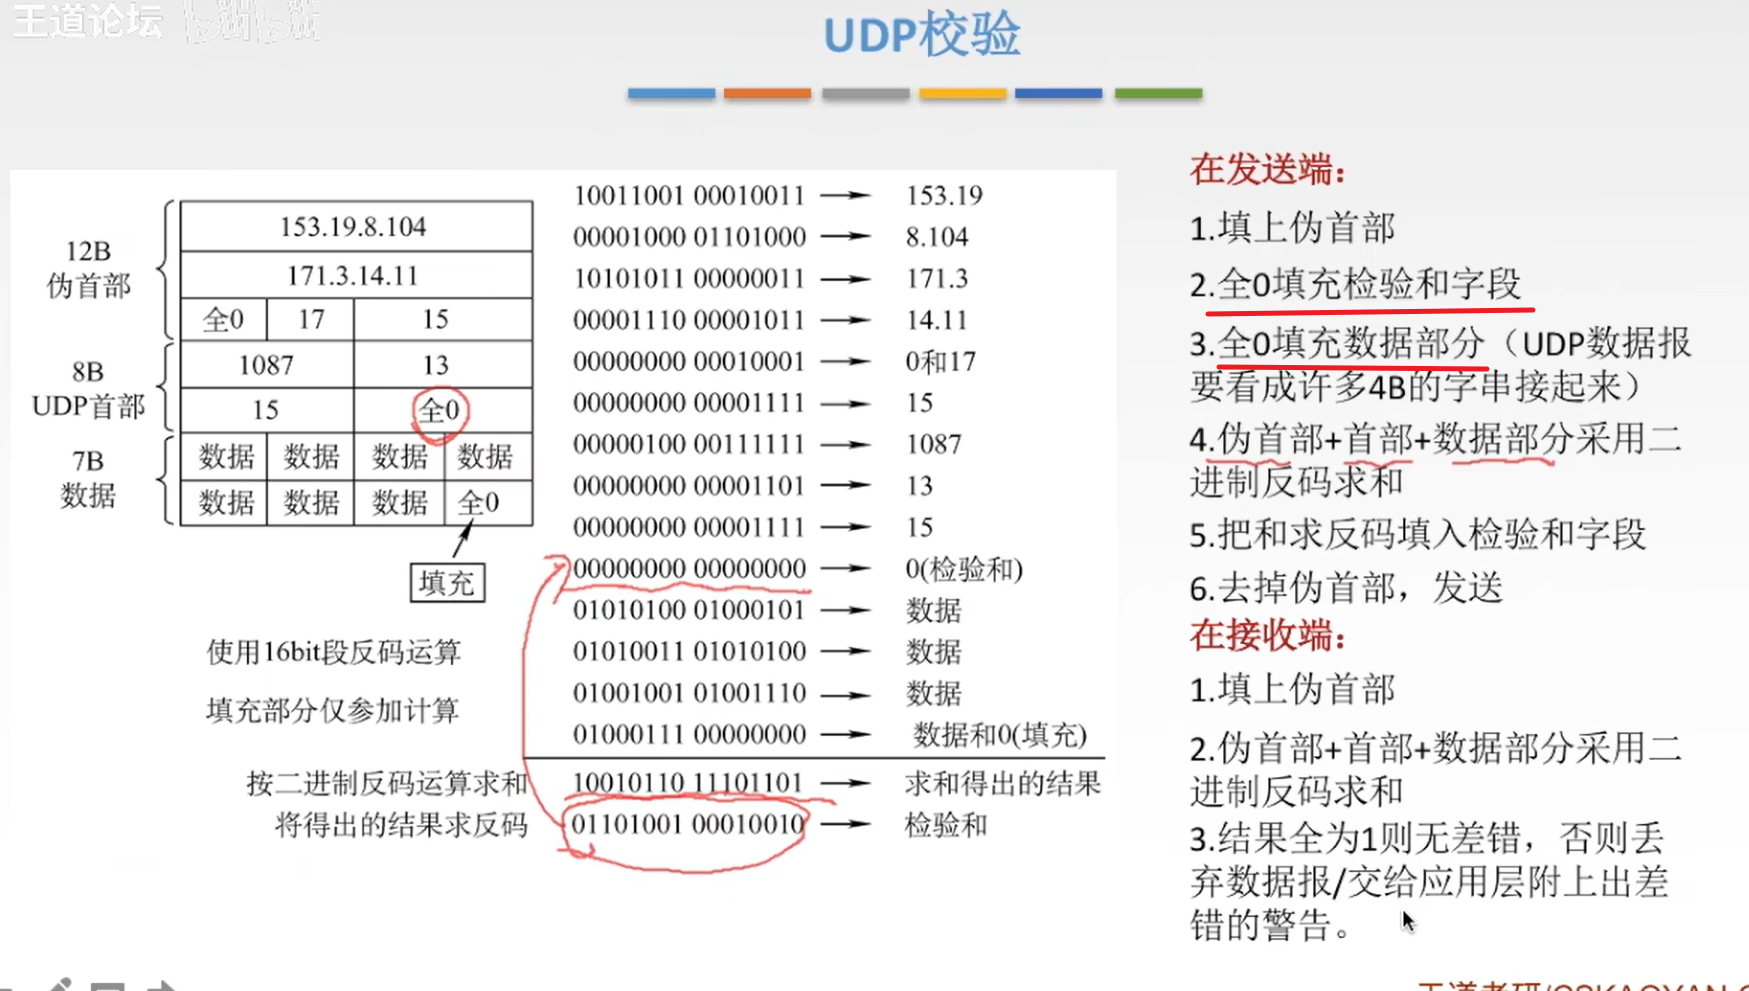 王道论坛 bilibili
UDP校验
12B
伪首部
153.19.8.104
171.3.14.11
全0 17 15
8B
UDP首部
1087 13
15 全0
7B
数据
数据 数据 数据 数据
数据 数据 数据 全0
填充
使用16bit段反码运算
填充部分仅参加计算
10011001 00010011 153.19
00001000 01101000 8.104
10101011 00000011 171.3
00001110 00001011 14.11
00000000 00010001 0和17
00000000 00001111 15
00000100 00111111 1087
00000000 00001101 13
00000000 00001111 15
00000000 00000000 0(检验和)
01010100 01000101 数据
01010011 01010100 数据
01001001 01001110 数据
01000111 00000000 数据和0(填充)
按二进制反码运算求和 10010110 11101101 求和得出的结果
将得出的结果求反码 01101001 00010010 检验和
在发送端：
1.填上伪首部
2.全0填充检验和字段
3.全0填充数据部分（UDP数据报
要看成许多4B的字串接起来）
4.伪首部+首部+数据部分采用二
进制反码求和
5.把和求反码填入检验和字段
6.去掉伪首部，发送
在接收端：
1.填上伪首部
2.伪首部+首部+数据部分采用二
进制反码求和
3.结果全为1则无差错，否则丢
弃数据报/交给应用层附上出差
错的警告。